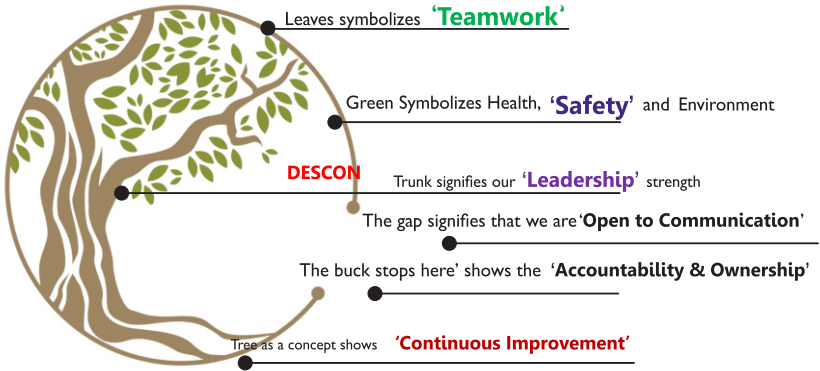 Leaves symbolizes ‘Teamwork’
Green Symbolizes Health, ‘Safety’ and Environment
DESCON
Trunk signifies our ‘Leadership’ strength
The gap signifies that we are ‘Open to Communication’
The buck stops here’ shows the ‘Accountability & Ownership’
Tree as a concept shows ‘Continuous Improvement’